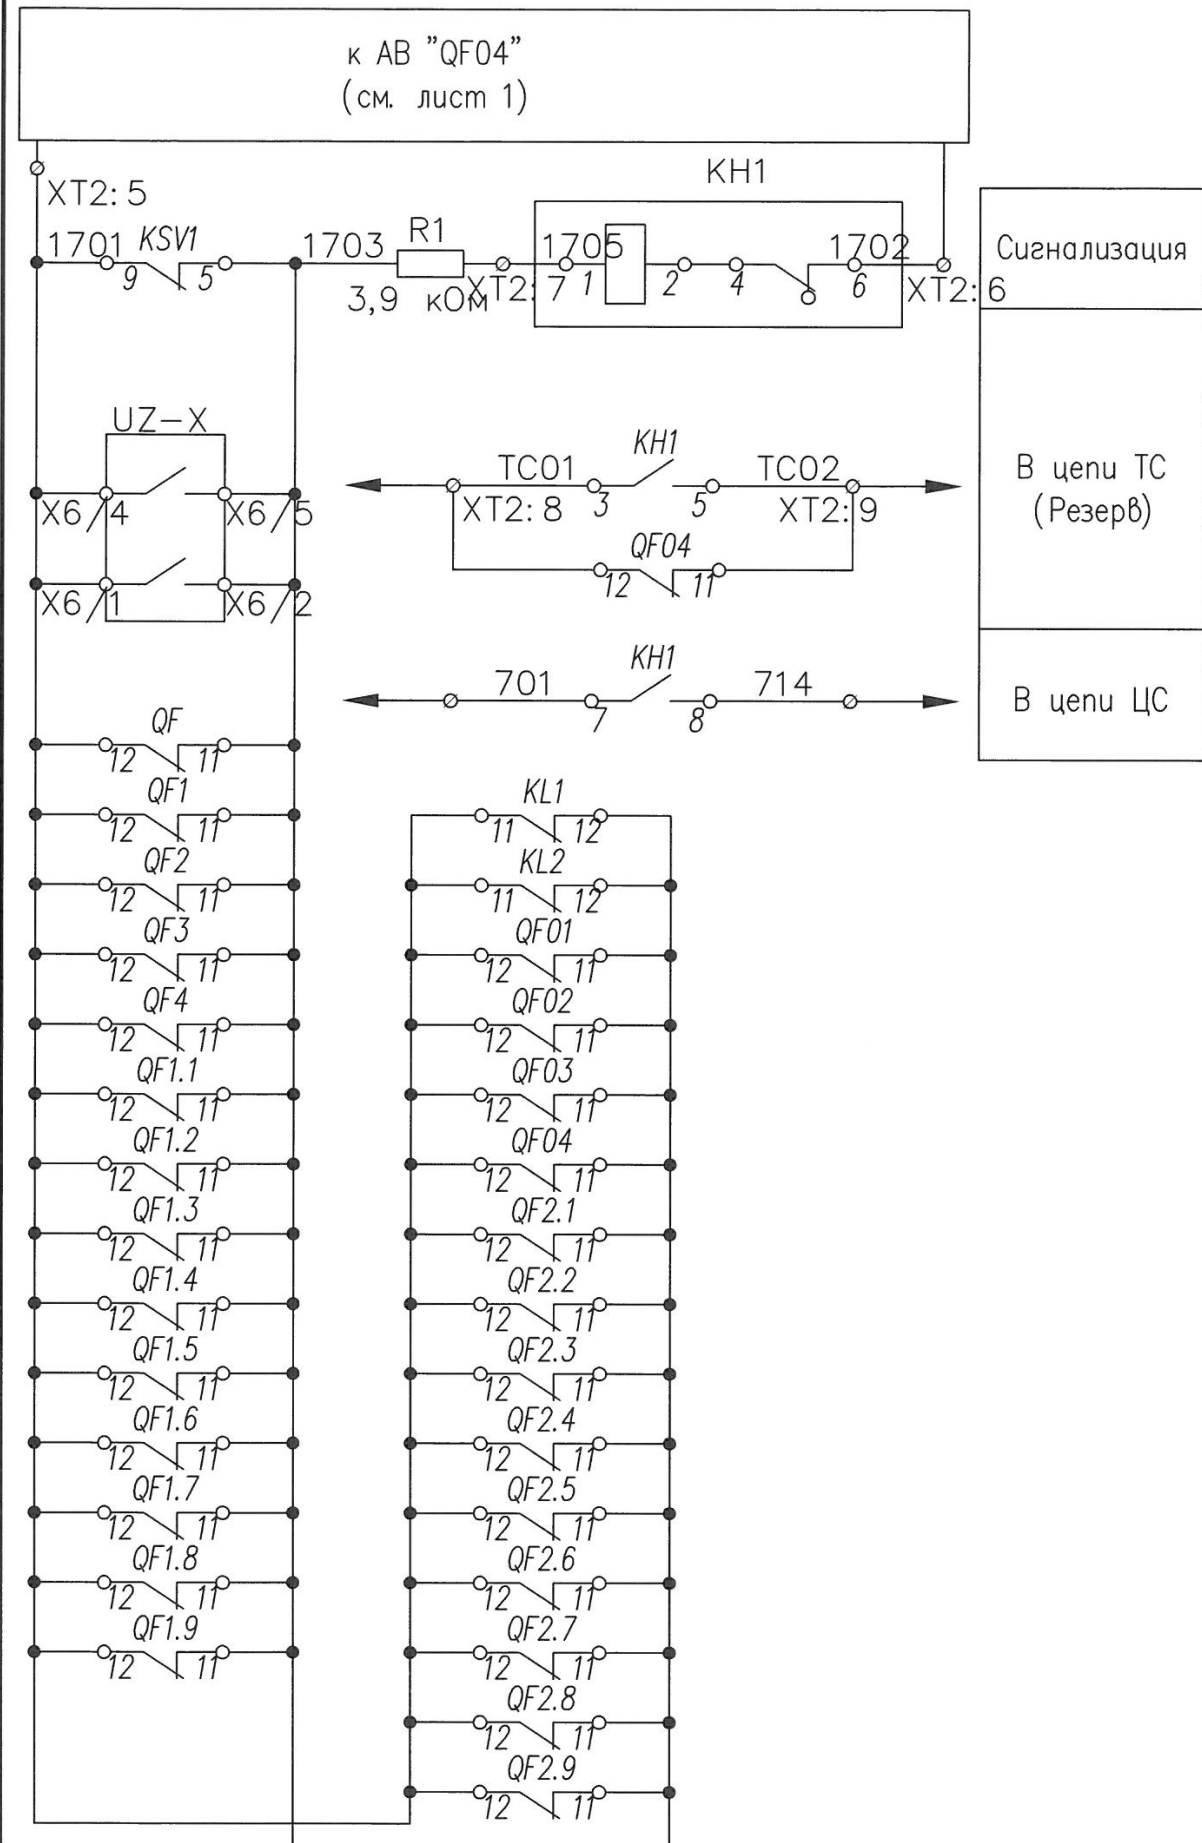 к АВ "QF04"
(см. лист 1)
XT2:5
KH1
1701 KSV1 1703 R1 1705 1702
9 5 3,9 кОм XT2:7 1 2 4 6 XT2:6
Сигнализация
UZ-X
X6/4 X6/5
X6/1 X6/2
KH1
TC01 TC02
XT2:8 3 5 XT2:9
QF04
12 11
В цепи ТС
(Резерв)
KH1
701 714
7 8
В цепи ЦС
QF
12 11
QF1
12 11
QF2
12 11
QF3
12 11
QF4
12 11
QF1.1
12 11
QF1.2
12 11
QF1.3
12 11
QF1.4
12 11
QF1.5
12 11
QF1.6
12 11
QF1.7
12 11
QF1.8
12 11
QF1.9
12 11
KL1
11 12
KL2
11 12
QF01
12 11
QF02
12 11
QF03
12 11
QF04
12 11
QF2.1
12 11
QF2.2
12 11
QF2.3
12 11
QF2.4
12 11
QF2.5
12 11
QF2.6
12 11
QF2.7
12 11
QF2.8
12 11
QF2.9
12 11